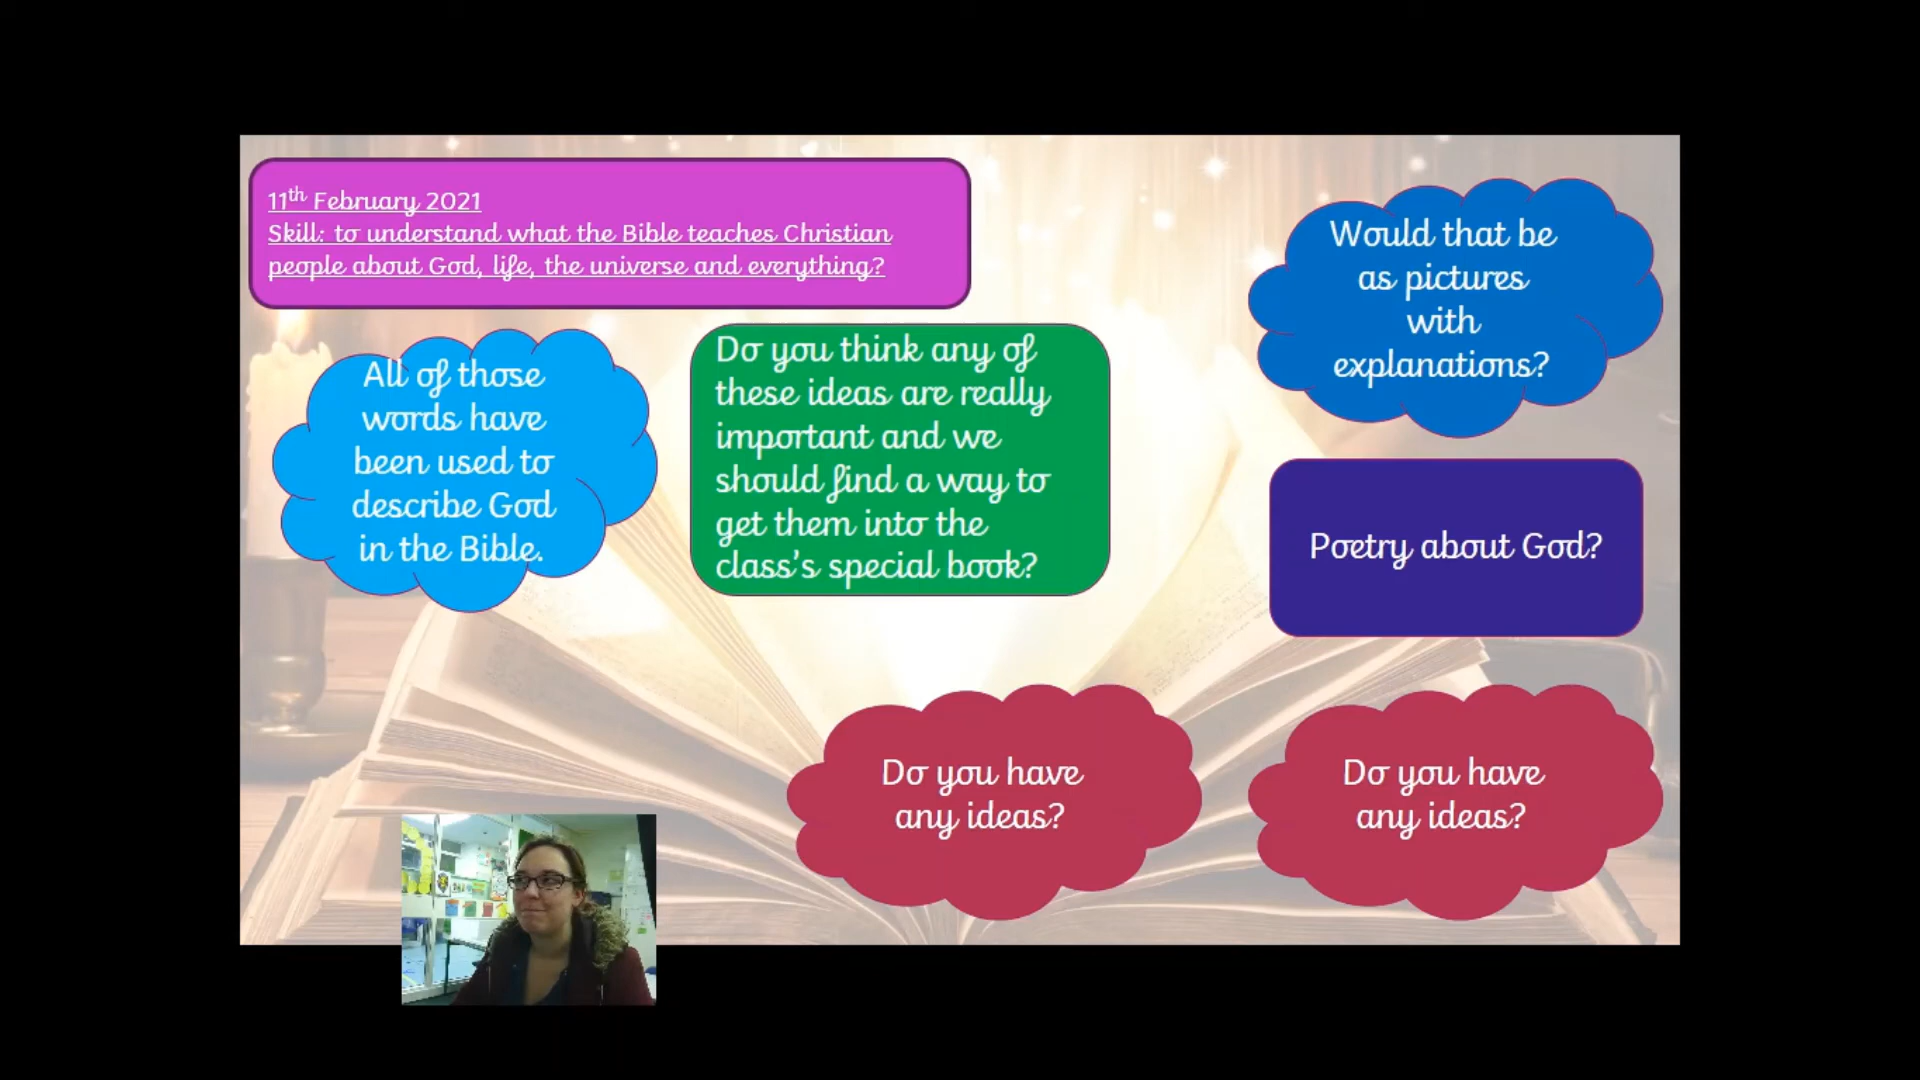 11th February 2021
Skill: to understand what the Bible teaches Christian
people about God, life, the universe and everything?
All of those
words have
been used to
describe God
in the Bible.
Do you think any of
these ideas are really
important and we
should find a way to
get them into the
class's special book?
Would that be
as pictures
with
explanations?
Poetry about God?
Do you have
any ideas?
Do you have
any ideas?